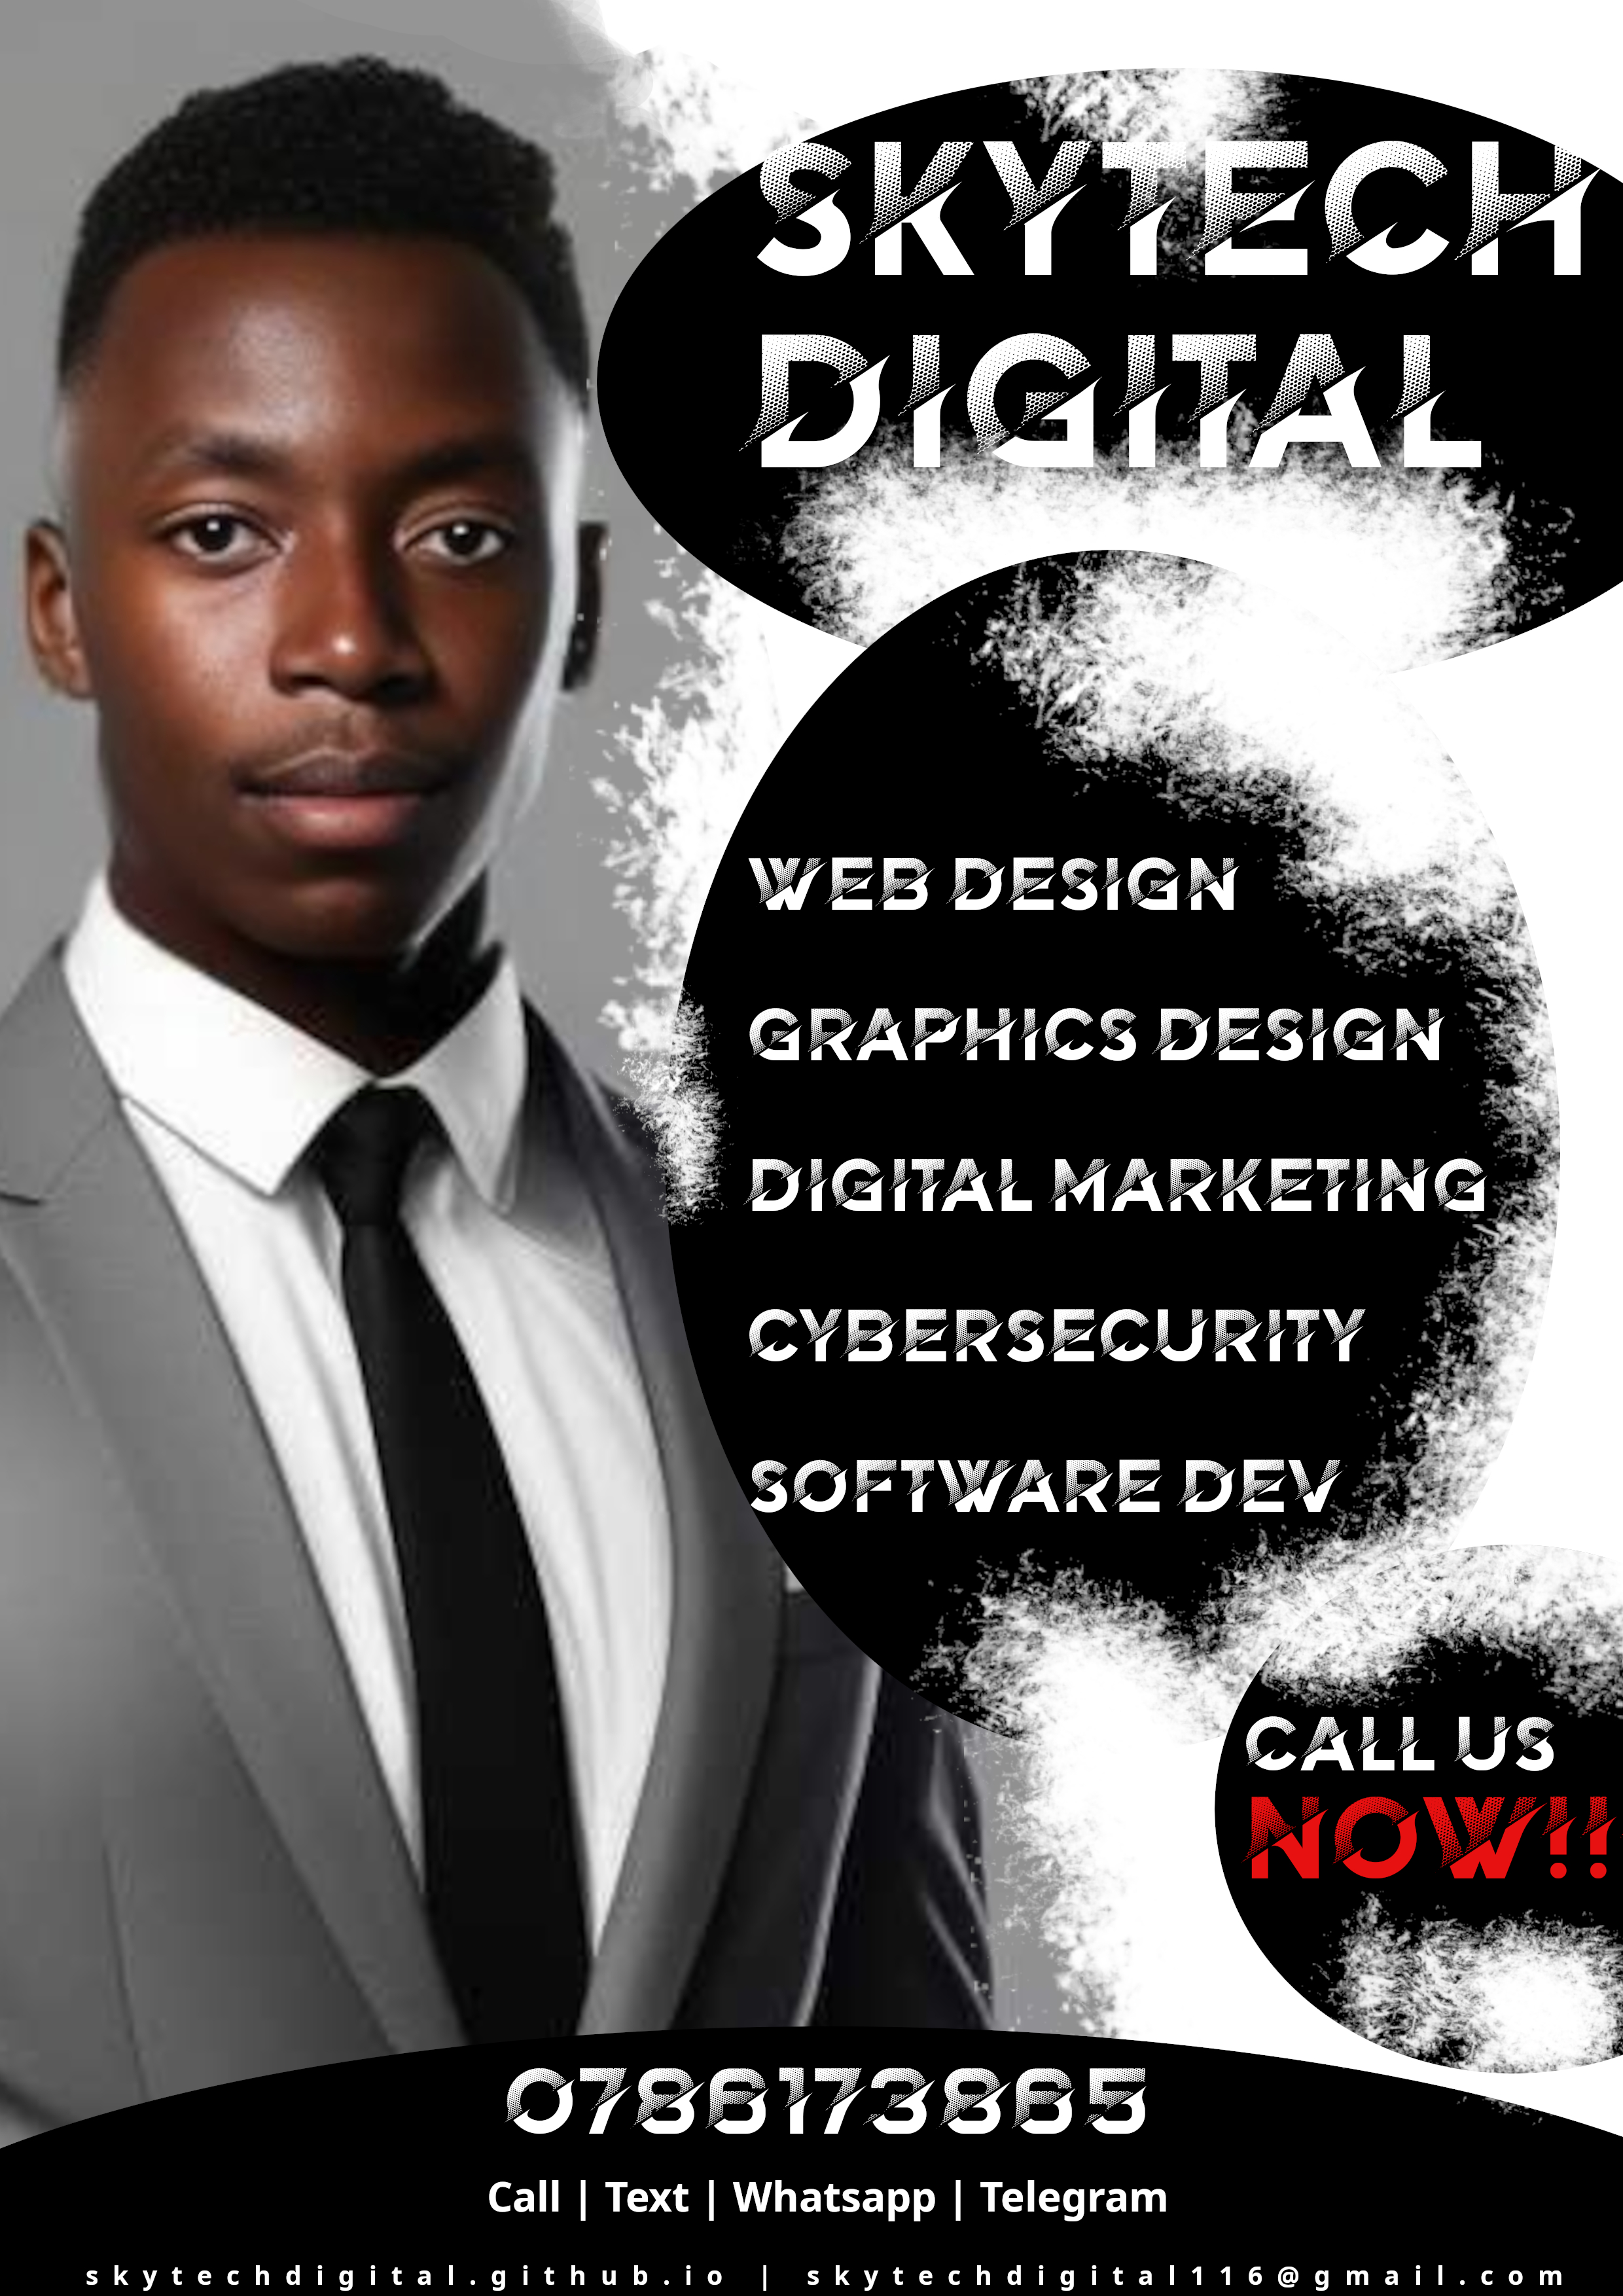 SKYTECH
DIGITAL
WEB DESIGN
GRAPHICS DESIGN
DIGITAL MARKETING
CYBERSECURITY
SOFTWARE DEV
CALL US
NOW!!
0786173865
Call | Text | Whatsapp | Telegram
skytechdigital.github.io | skytechdigital116@gmail.com